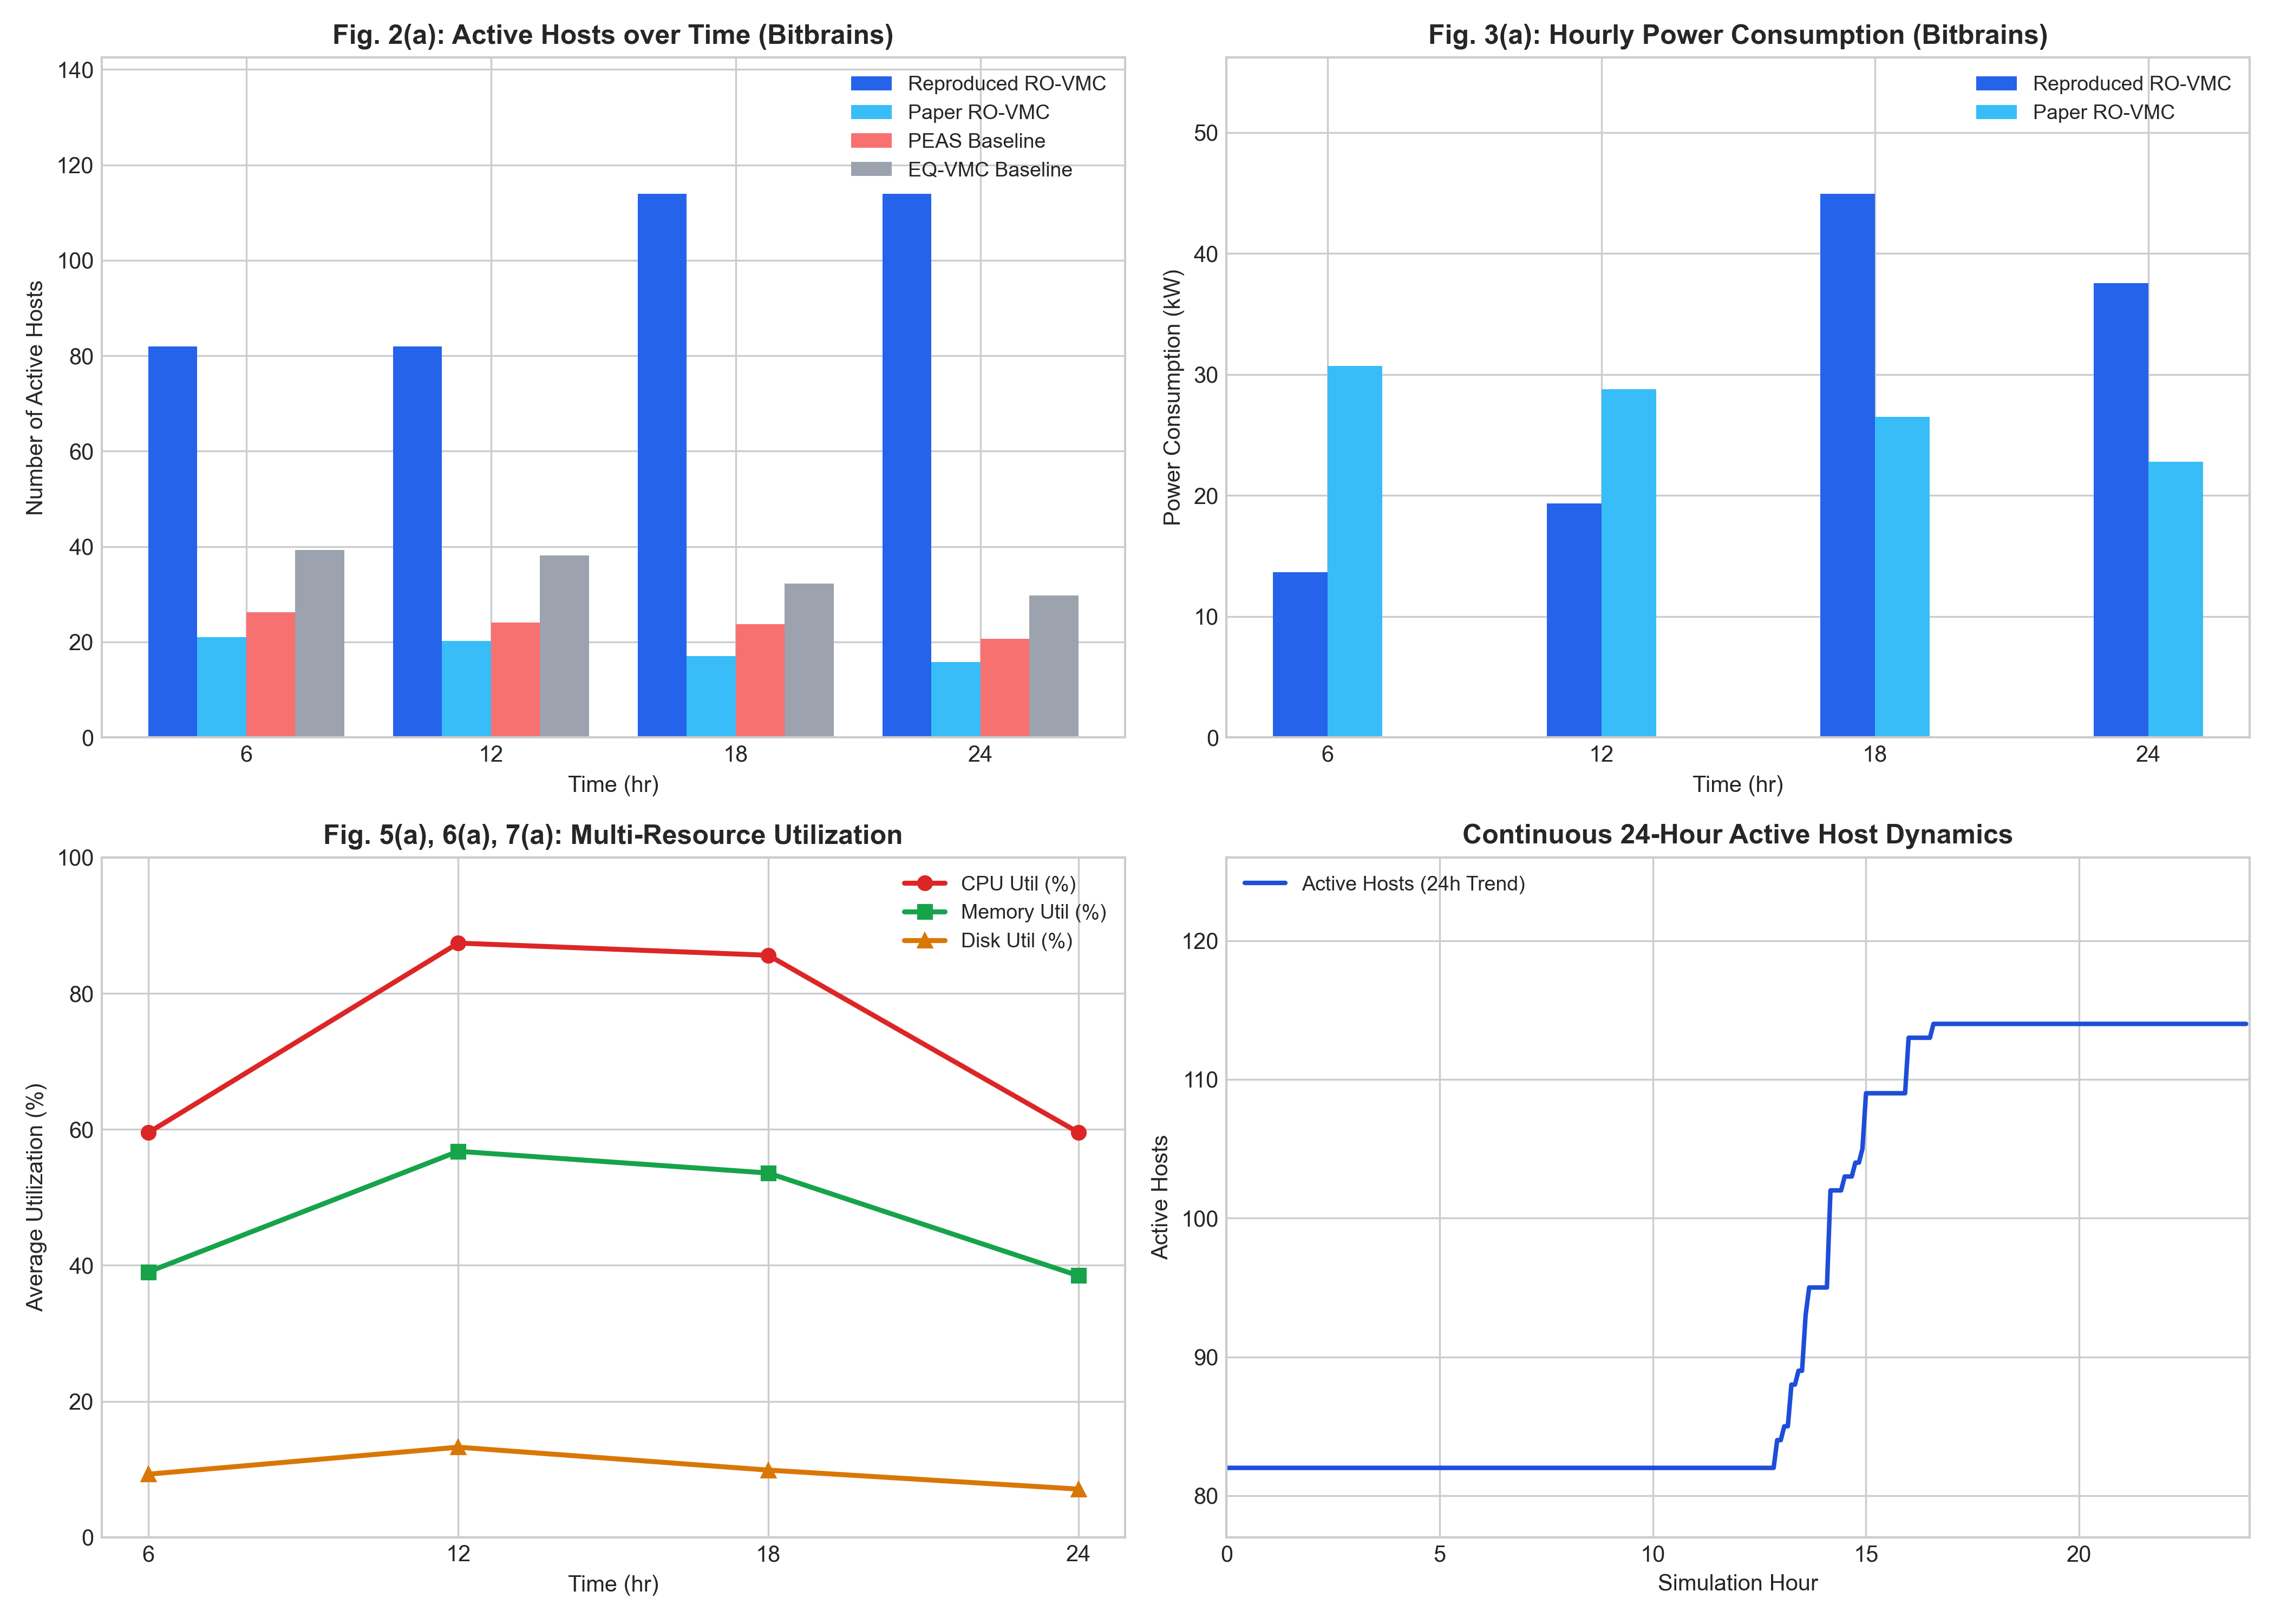 Fig. 2(a): Active Hosts over Time (Bitbrains)
Number of Active Hosts
140
120
100
80
60
40
20
0
Reproduced RO-VMC
Paper RO-VMC
PEAS Baseline
EQ-VMC Baseline
6 12 18 24
Time (hr)
Fig. 3(a): Hourly Power Consumption (Bitbrains)
Power Consumption (kW)
50
40
30
20
10
0
Reproduced RO-VMC
Paper RO-VMC
6 12 18 24
Time (hr)
Fig. 5(a), 6(a), 7(a): Multi-Resource Utilization
Average Utilization (%)
100
80
60
40
20
0
CPU Util (%)
Memory Util (%)
Disk Util (%)
6 12 18 24
Time (hr)
Continuous 24-Hour Active Host Dynamics
Active Hosts
120
110
100
90
80
Active Hosts (24h Trend)
0 5 10 15 20
Simulation Hour